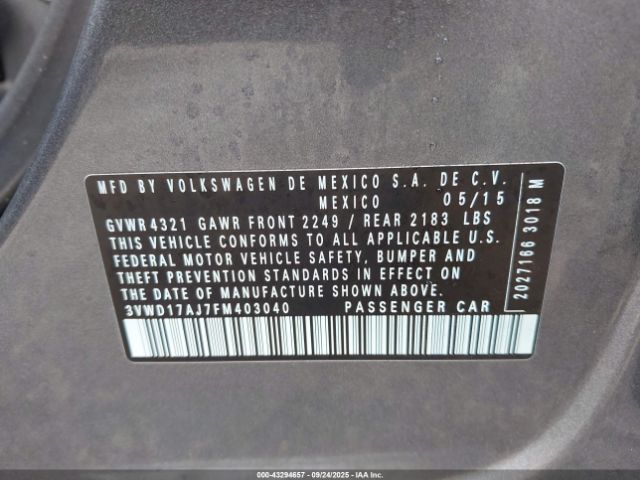 MFD BY VOLKSWAGEN DE MEXICO S.A. DE C.V.
MEXICO 05/15
GVWR 4321 GAWR FRONT 2249 / REAR 2183 LBS
THIS VEHICLE CONFORMS TO ALL APPLICABLE U.S.
FEDERAL MOTOR VEHICLE SAFETY, BUMPER AND
THEFT PREVENTION STANDARDS IN EFFECT ON
THE DATE OF MANUFACTURE SHOWN ABOVE.
3VWD17AJ7FM403040 PASSENGER CAR
2027166 3018 M
000-43294657 - 09/24/2025 - IAAI, Inc.